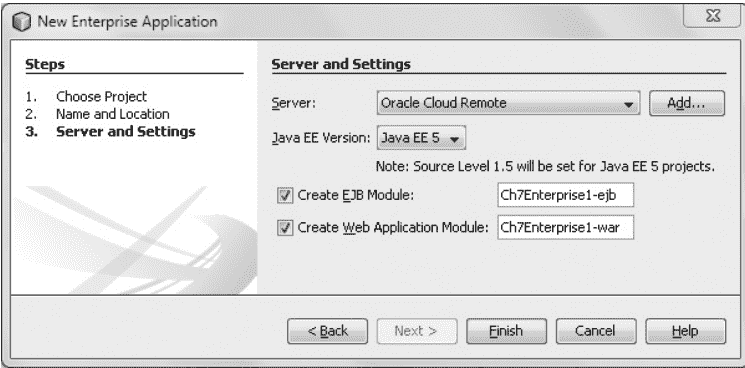 New Enterprise Application
Steps
1. Choose Project
2. Name and Location
3. Server and Settings
Server and Settings
Server: Oracle Cloud Remote Add...
Java EE Version: Java EE 5
Note: Source Level 1.5 will be set for Java EE 5 projects.
Create EJB Module: Ch7Enterprise1-ejb
Create Web Application Module: Ch7Enterprise1-war
< Back Next > Finish Cancel Help